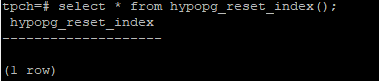 tpch=# select * from hypopg_reset_index();
 hypopg_reset_index
--------------------

(1 row)